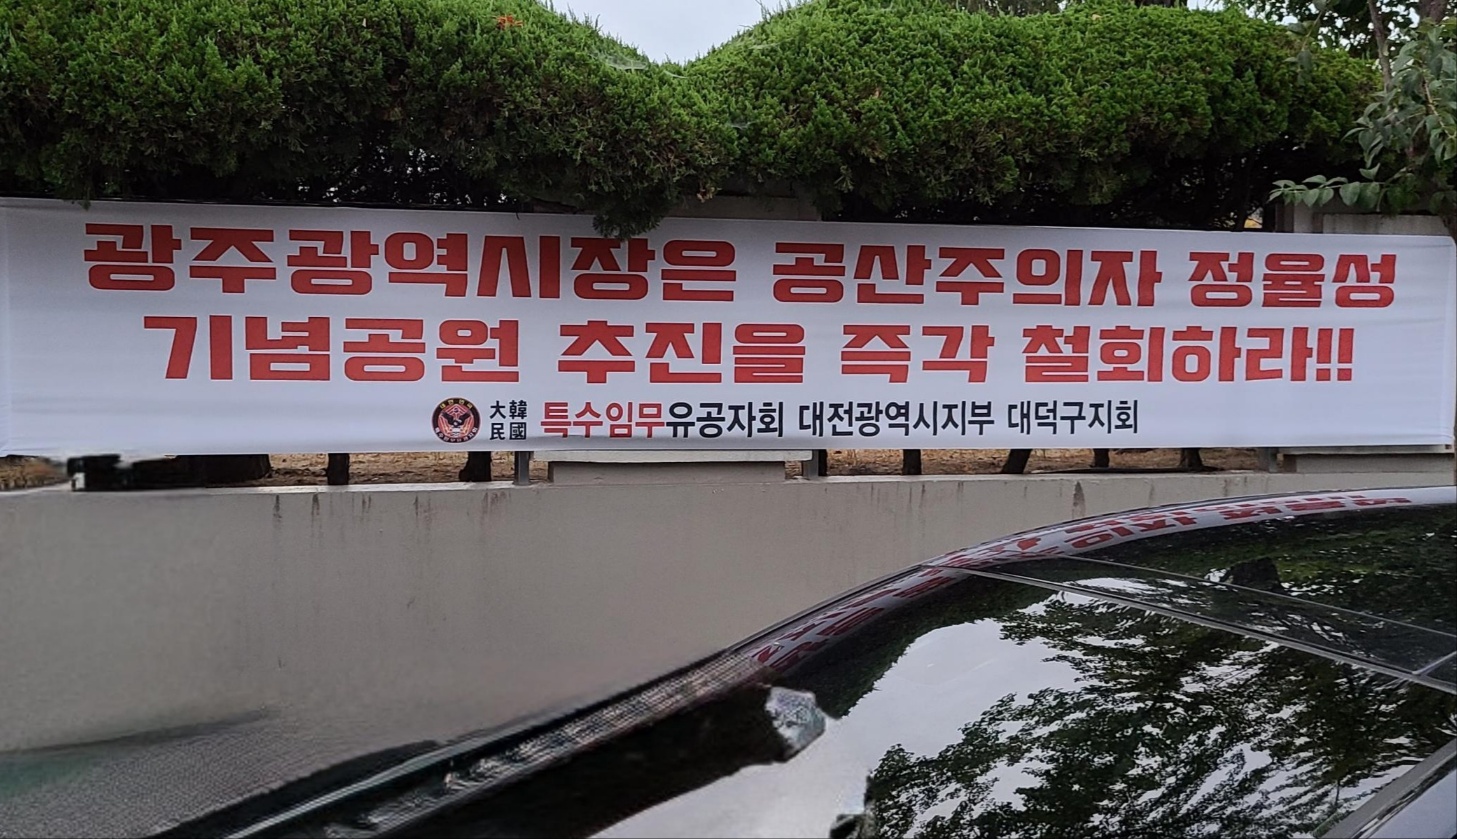 광주광역시장은 공산주의자 정율성
기념공원 추진을 즉각 철회하라!!
大韓
民國
특수임무유공자회 대전광역시지부 대덕구지회